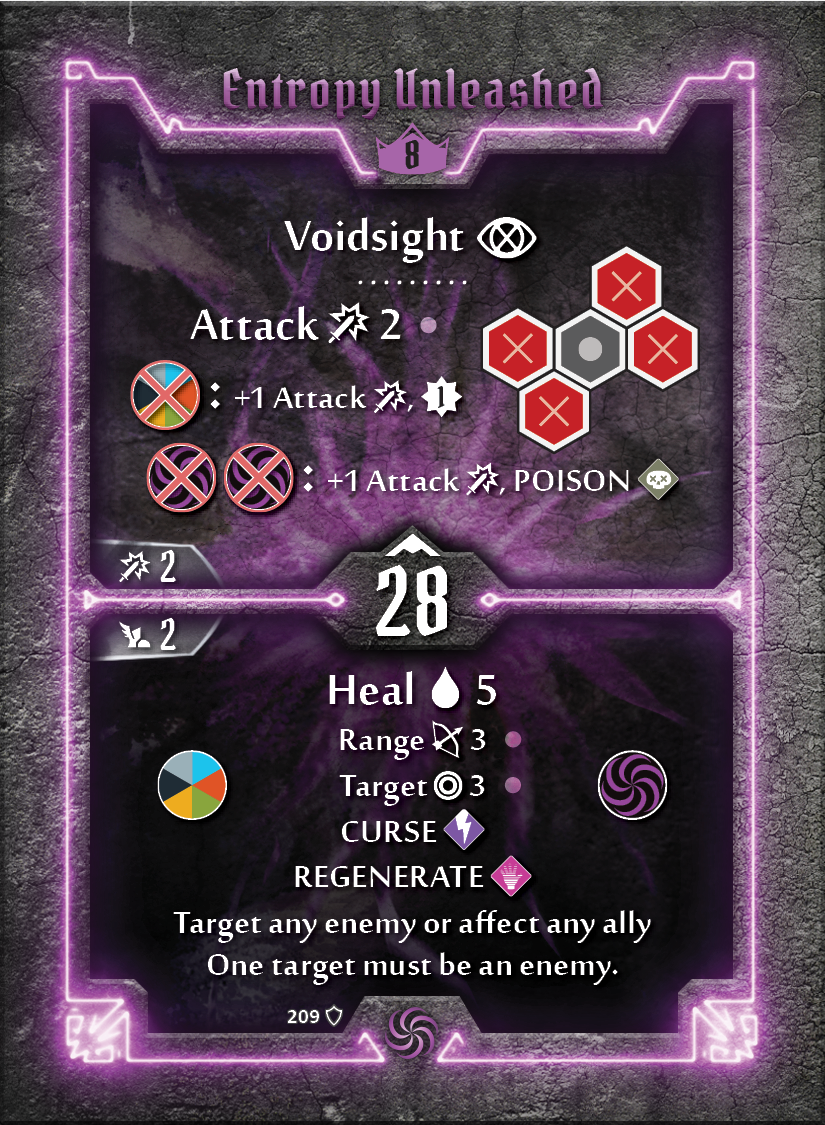 Entropy Unleashed
8
Voidsight
Attack 2
: +1 Attack , 1
: +1 Attack , POISON
2
28
2
Heal 5
Range 3
Target 3
CURSE
REGENERATE
Target any enemy or affect any ally
One target must be an enemy.
209